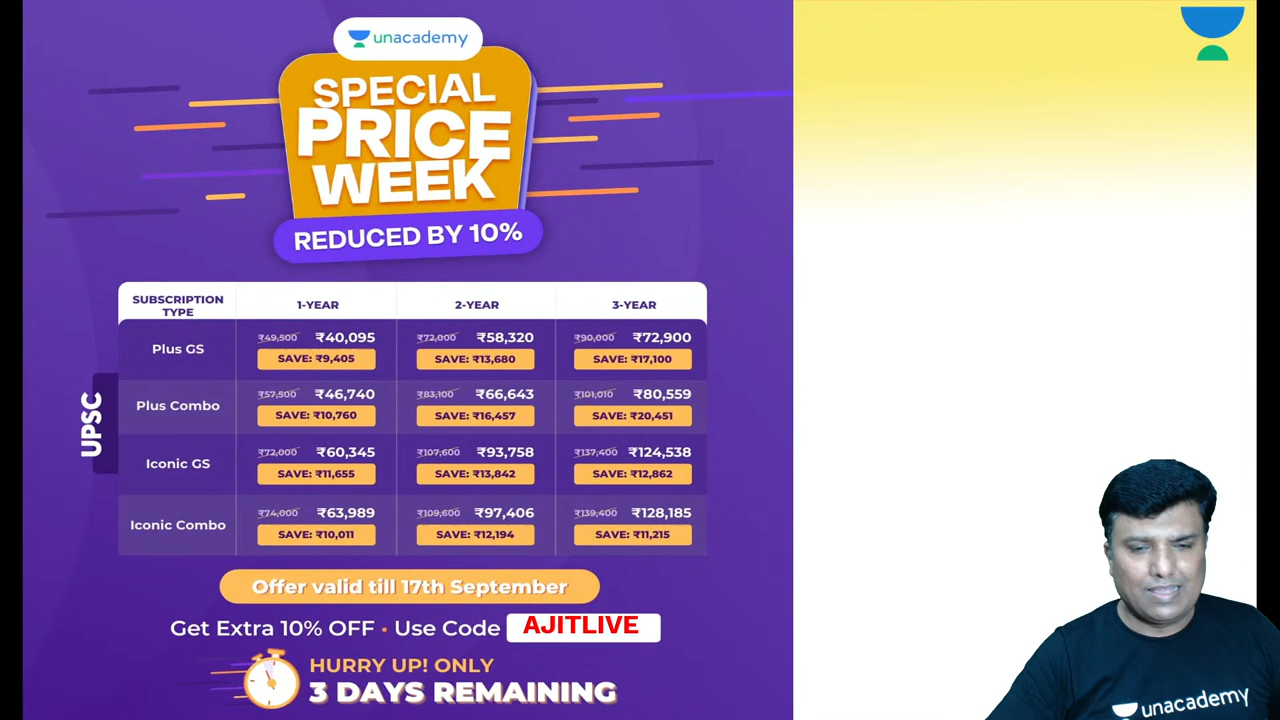 unacademy
SPECIAL
PRICE
WEEK
REDUCED BY 10%
SUBSCRIPTION TYPE 1-YEAR 2-YEAR 3-YEAR
UPSC
Plus GS ₹49,500 ₹40,095 ₹72,000 ₹58,320 ₹90,000 ₹72,900
SAVE: ₹9,405 SAVE: ₹13,680 SAVE: ₹17,100
Plus Combo ₹57,500 ₹46,740 ₹83,100 ₹66,643 ₹101,010 ₹80,559
SAVE: ₹10,760 SAVE: ₹16,457 SAVE: ₹20,451
Iconic GS ₹72,000 ₹60,345 ₹107,600 ₹93,758 ₹137,400 ₹124,538
SAVE: ₹11,655 SAVE: ₹13,842 SAVE: ₹12,862
Iconic Combo ₹74,000 ₹63,989 ₹109,600 ₹97,406 ₹139,400 ₹128,185
SAVE: ₹10,011 SAVE: ₹12,194 SAVE: ₹11,215
Offer valid till 17th September
Get Extra 10% OFF • Use Code AJITLIVE
HURRY UP! ONLY
3 DAYS REMAINING
unacademy